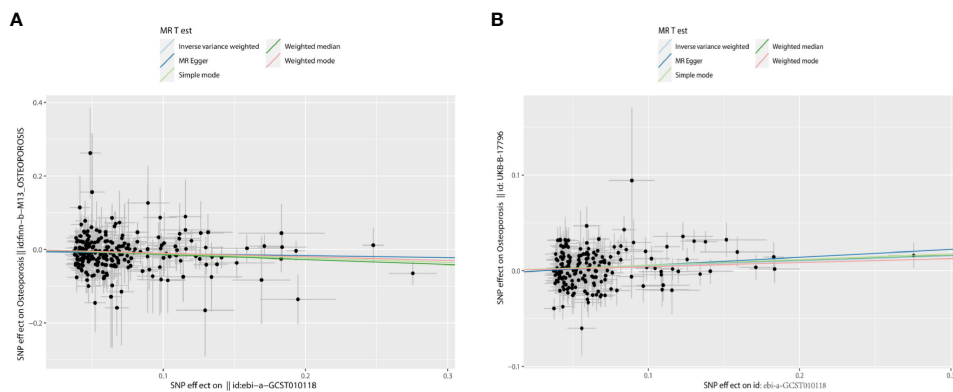 A
MR T est
Inverse variance weighted
Weighted median
MR Egger
Weighted mode
Simple mode
SNP effect on Osteoporosis ||id:finn-b-M13_OSTEOPOROSIS
0.4
0.2
0.0
-0.2
0.1
0.2
0.3
SNP effect on || id:ebi-a-GCST010118
B
MR T est
Inverse variance weighted
Weighted median
MR Egger
Weighted mode
Simple mode
SNP effect on Osteoporosis || id: UKB-B-17796
0.1
0.0
-0.1
0.1
0.2
0.3
SNP effect on id: ebi-a-GCST010118